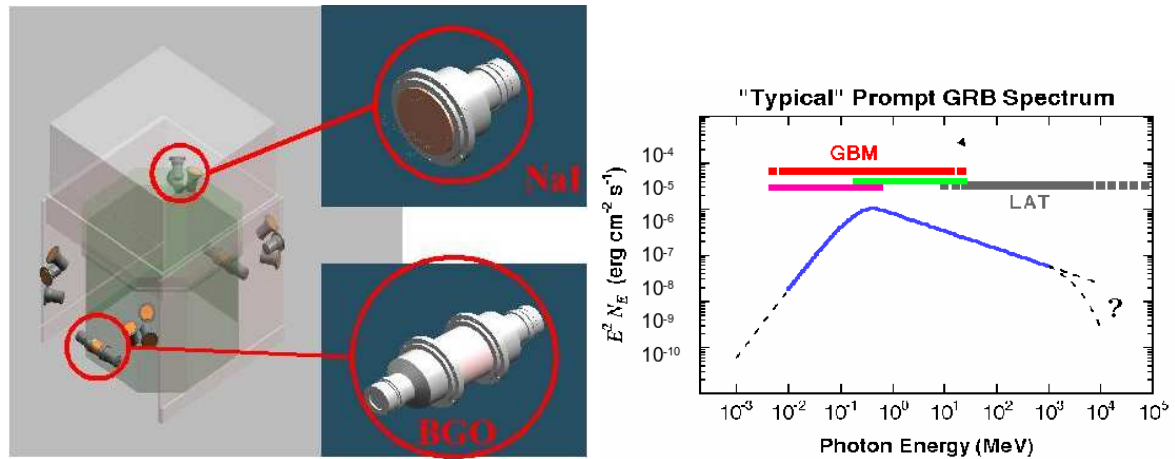 NaI
BGO
"Typical" Prompt GRB Spectrum
E² N_E (erg cm⁻² s⁻¹)
10⁻⁴
10⁻⁵
10⁻⁶
10⁻⁷
10⁻⁸
10⁻⁹
10⁻¹⁰
GBM
LAT
?
10⁻³ 10⁻² 10⁻¹ 10⁰ 10¹ 10² 10³ 10⁴ 10⁵
Photon Energy (MeV)